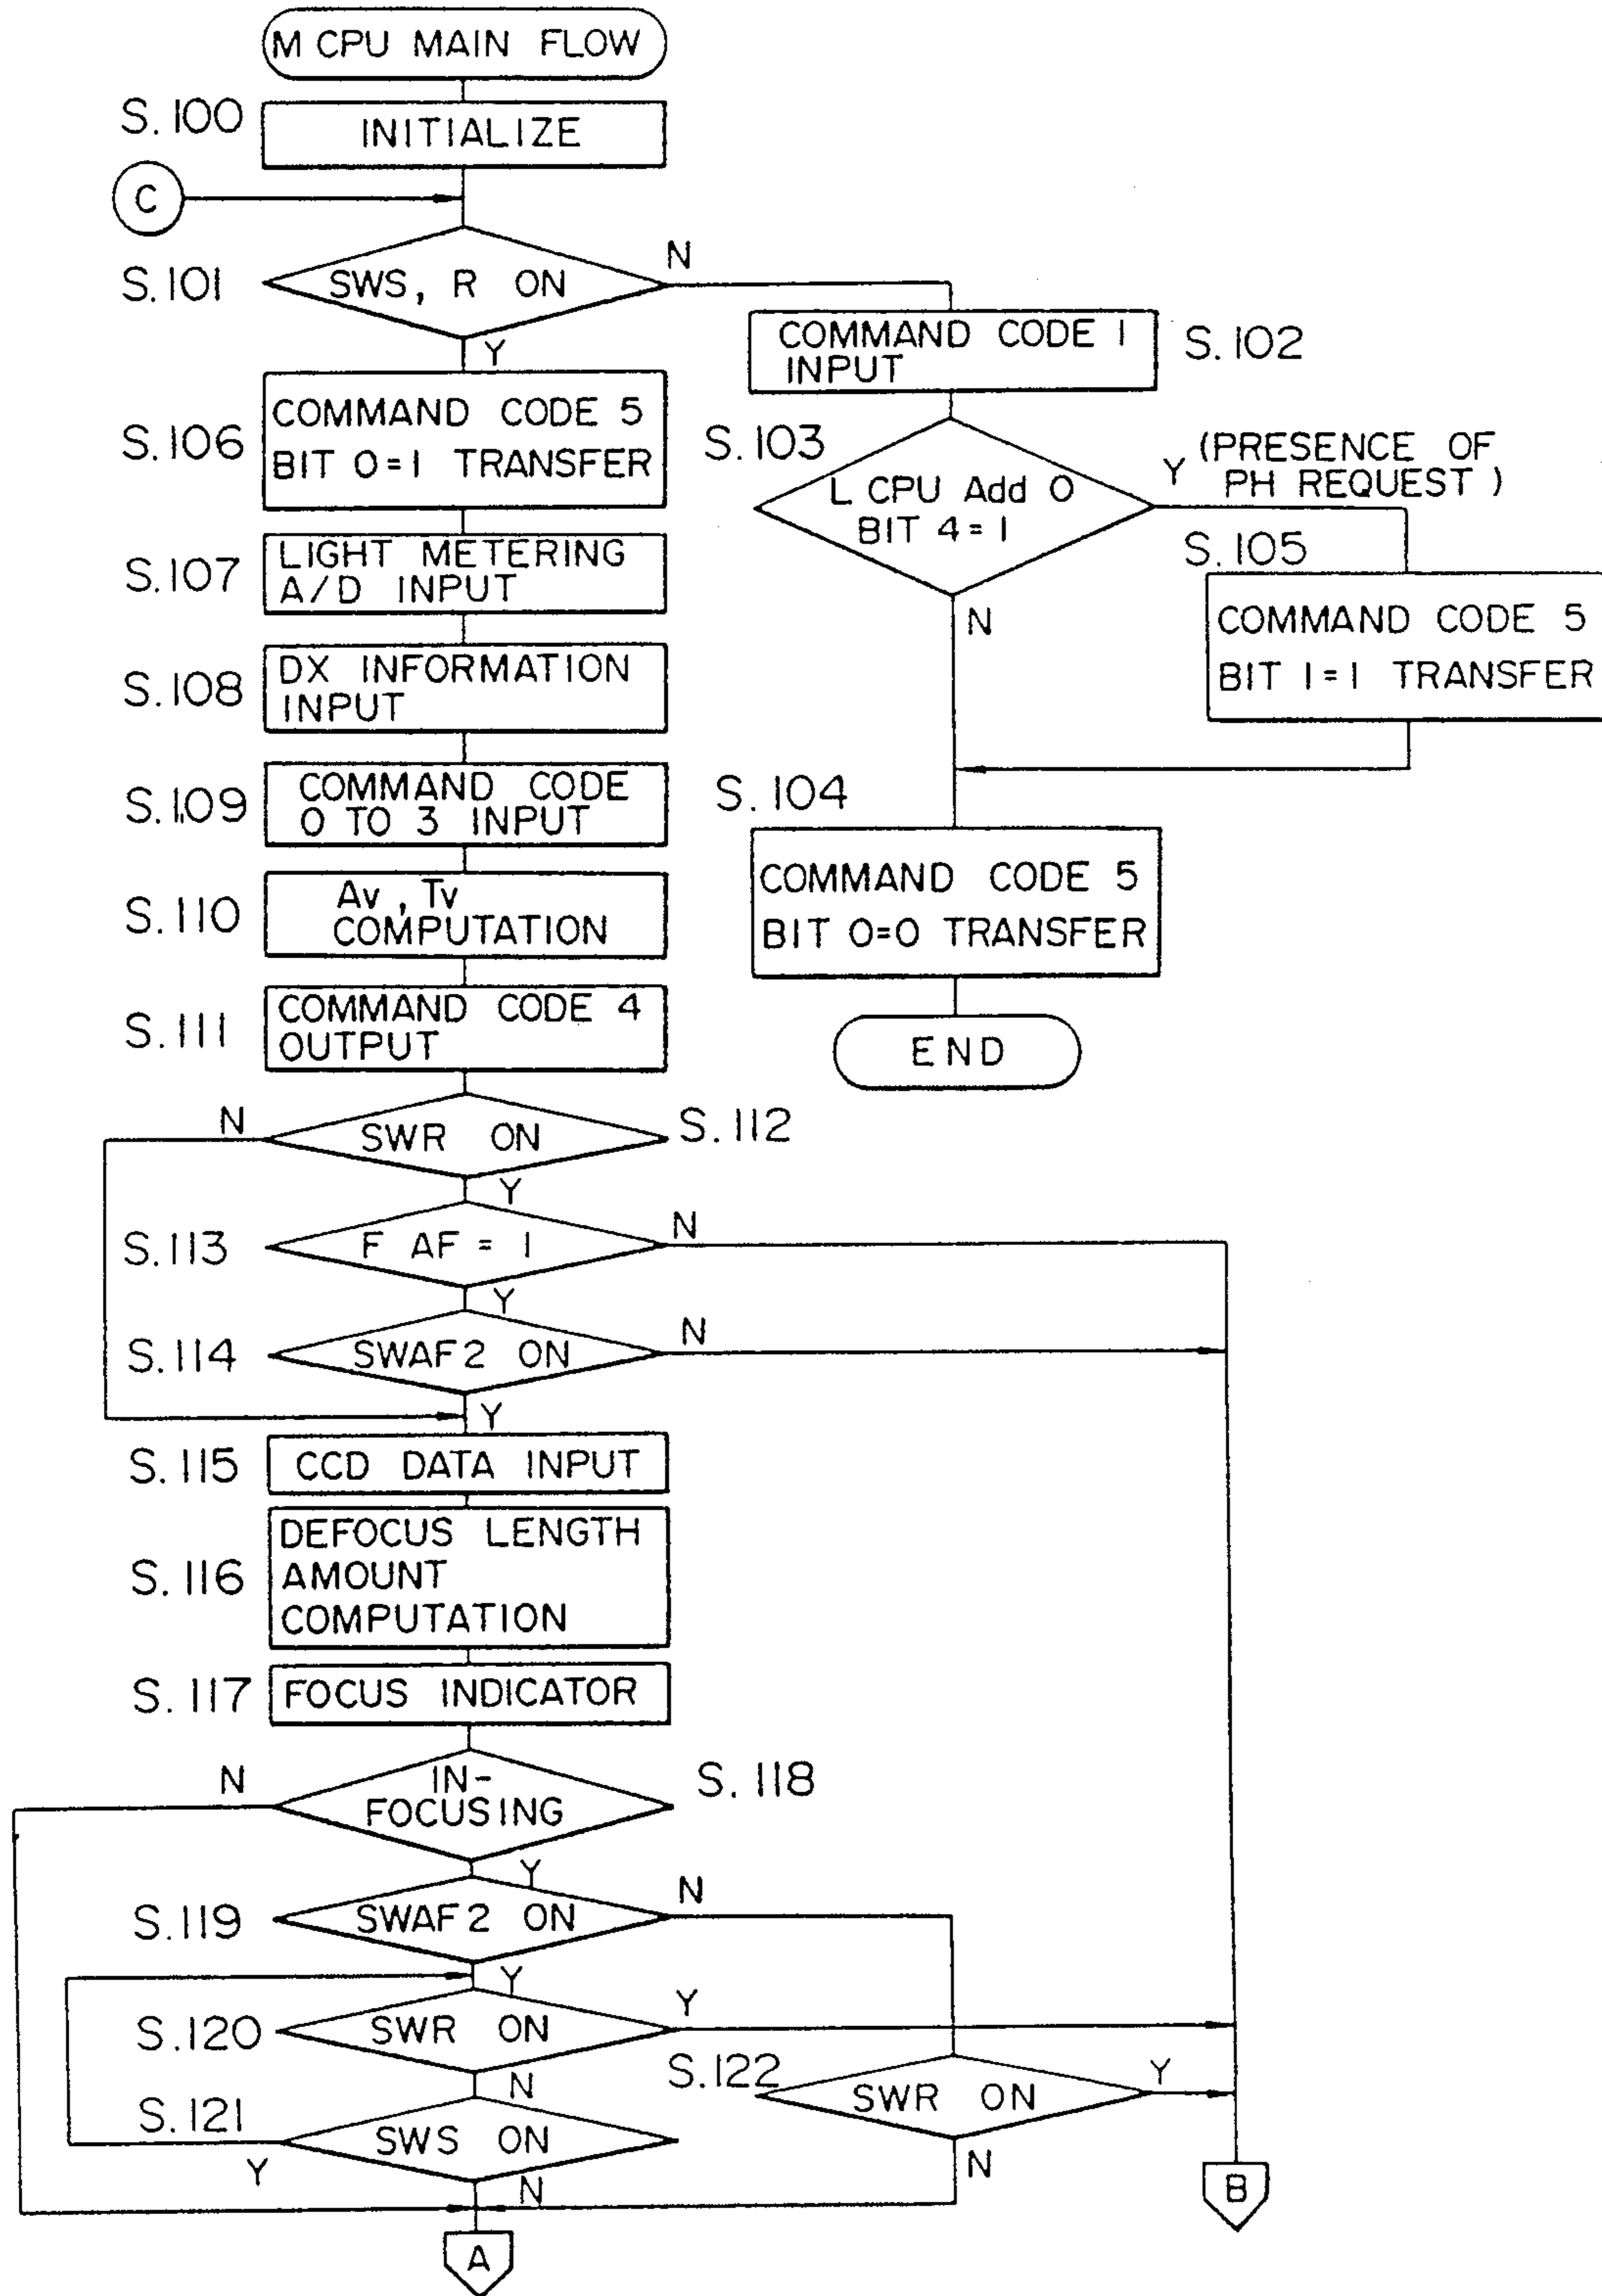 M CPU MAIN FLOW
S.100
INITIALIZE
C
S.101
SWS, R ON
N
Y
COMMAND CODE 1
INPUT
S.102
S.103
L CPU Add 0
BIT 4=1
Y
(PRESENCE OF
PH REQUEST)
N
S.105
COMMAND CODE 5
BIT 1=1 TRANSFER
S.104
COMMAND CODE 5
BIT 0=0 TRANSFER
END
S.106
COMMAND CODE 5
BIT 0=1 TRANSFER
S.107
LIGHT METERING
A/D INPUT
S.108
DX INFORMATION
INPUT
S.109
COMMAND CODE
0 TO 3 INPUT
S.110
Av, Tv
COMPUTATION
S.111
COMMAND CODE 4
OUTPUT
N
SWR ON
S.112
Y
S.113
F AF = 1
N
Y
S.114
SWAF2 ON
N
Y
S.115
CCD DATA INPUT
S.116
DEFOCUS LENGTH
AMOUNT
COMPUTATION
S.117
FOCUS INDICATOR
N
IN-
FOCUSING
S.118
Y
S.119
SWAF2 ON
N
Y
S.120
SWR ON
Y
N
S.122
SWR ON
Y
N
S.121
SWS ON
Y
N
A
B